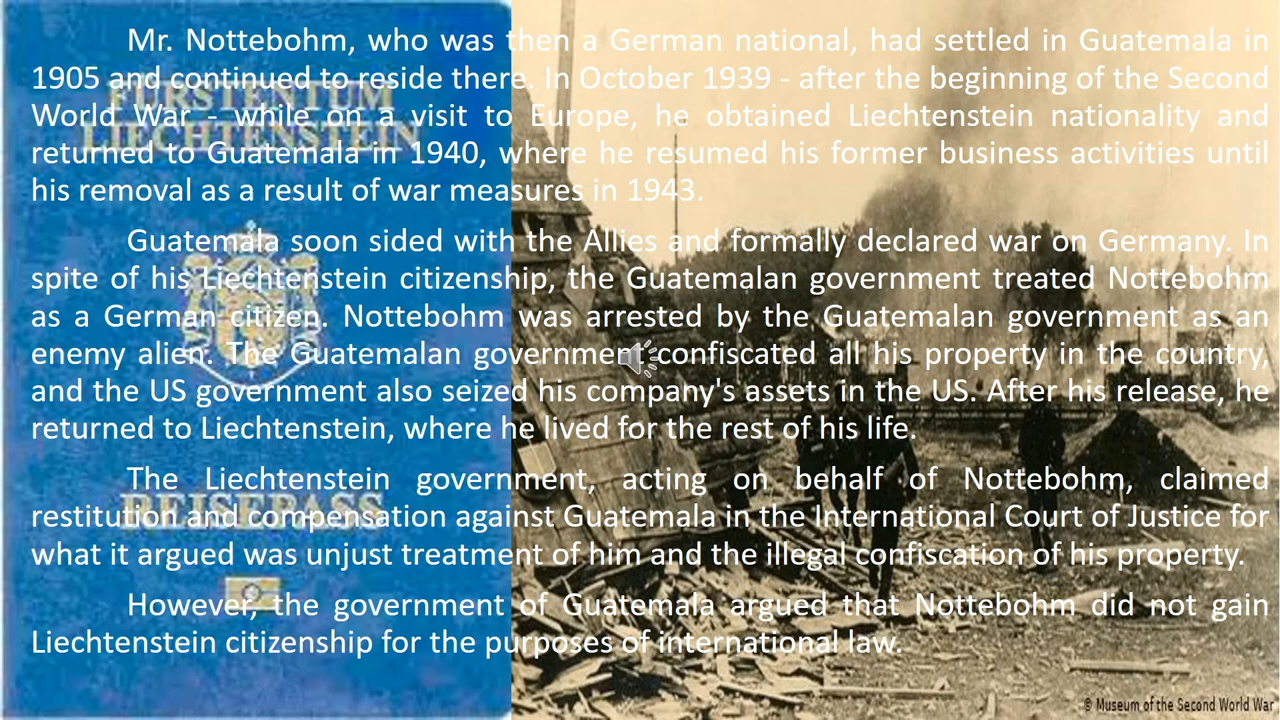 Mr. Nottebohm, who was then a German national, had settled in Guatemala in
1905 and continued to reside there. In October 1939 - after the beginning of the Second
World War - while on a visit to Europe, he obtained Liechtenstein nationality and
returned to Guatemala in 1940, where he resumed his former business activities until
his removal as a result of war measures in 1943.
Guatemala soon sided with the Allies and formally declared war on Germany. In
spite of his Liechtenstein citizenship, the Guatemalan government treated Nottebohm
as a German citizen. Nottebohm was arrested by the Guatemalan government as an
enemy alien. The Guatemalan government confiscated all his property in the country,
and the US government also seized his company's assets in the US. After his release, he
returned to Liechtenstein, where he lived for the rest of his life.
The Liechtenstein government, acting on behalf of Nottebohm, claimed
restitution and compensation against Guatemala in the International Court of Justice for
what it argued was unjust treatment of him and the illegal confiscation of his property.
However, the government of Guatemala argued that Nottebohm did not gain
Liechtenstein citizenship for the purposes of international law.
FÜRSTENTUM
LIECHTENSTEIN
REISEPASS
© Museum of the Second World War